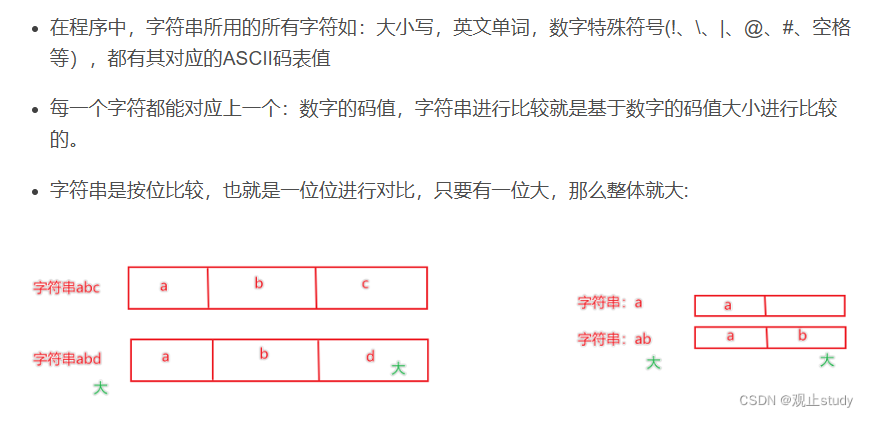 在程序中，字符串所用的所有字符如：大小写，英文单词，数字特殊符号(!、\、|、@、#、空格
等），都有其对应的ASCII码表值
每一个字符都能对应上一个：数字的码值，字符串进行比较就是基于数字的码值大小进行比较
的。
字符串是按位比较，也就是一位位进行对比，只要有一位大，那么整体就大:
字符串abc
a
b
c
字符串abd
大
a
b
d
大
字符串：a
a
字符串：ab
大
a
b
大
CSDN @观止study